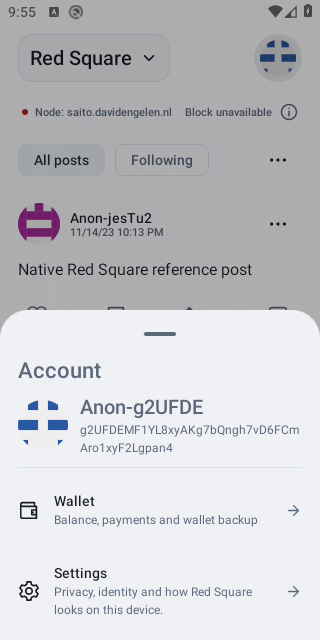 9:55
Red Square
Node: saito.davidengelen.nl Block unavailable
All posts Following
Anon-jesTu2
11/14/23 10:13 PM
Native Red Square reference post
Account
Anon-g2UFDE
g2UFDEMF1YL8xyAKg7bQngh7vD6FCm
Aro1xyF2Lgpan4
Wallet
Balance, payments and wallet backup
Settings
Privacy, identity and how Red Square
looks on this device.